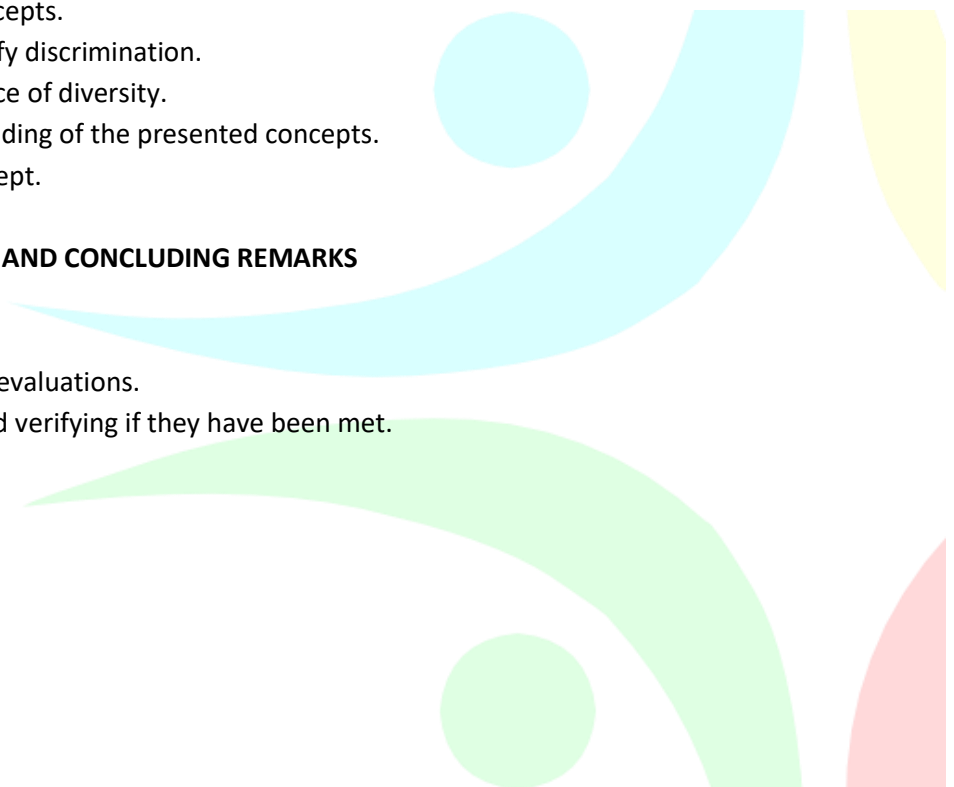 cepts.
fy discrimination.
ce of diversity.
ding of the presented concepts.
ept.
AND CONCLUDING REMARKS
evaluations.
d verifying if they have been met.